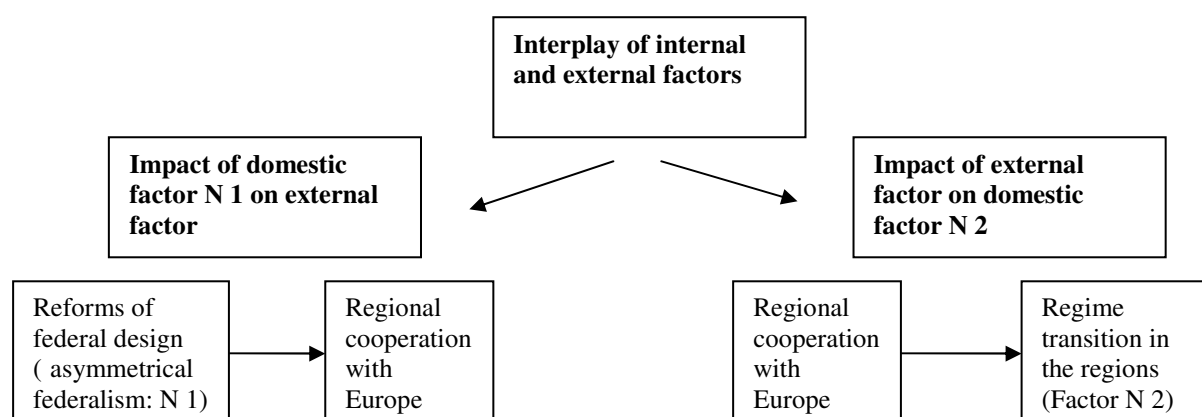 Interplay of internal
and external factors
Impact of domestic
factor N 1 on external
factor
Impact of external
factor on domestic
factor N 2
Reforms of
federal design
( asymmetrical
federalism: N 1)
Regional
cooperation
with
Europe
Regional
cooperation
with
Europe
Regime
transition in
the regions
(Factor N 2)